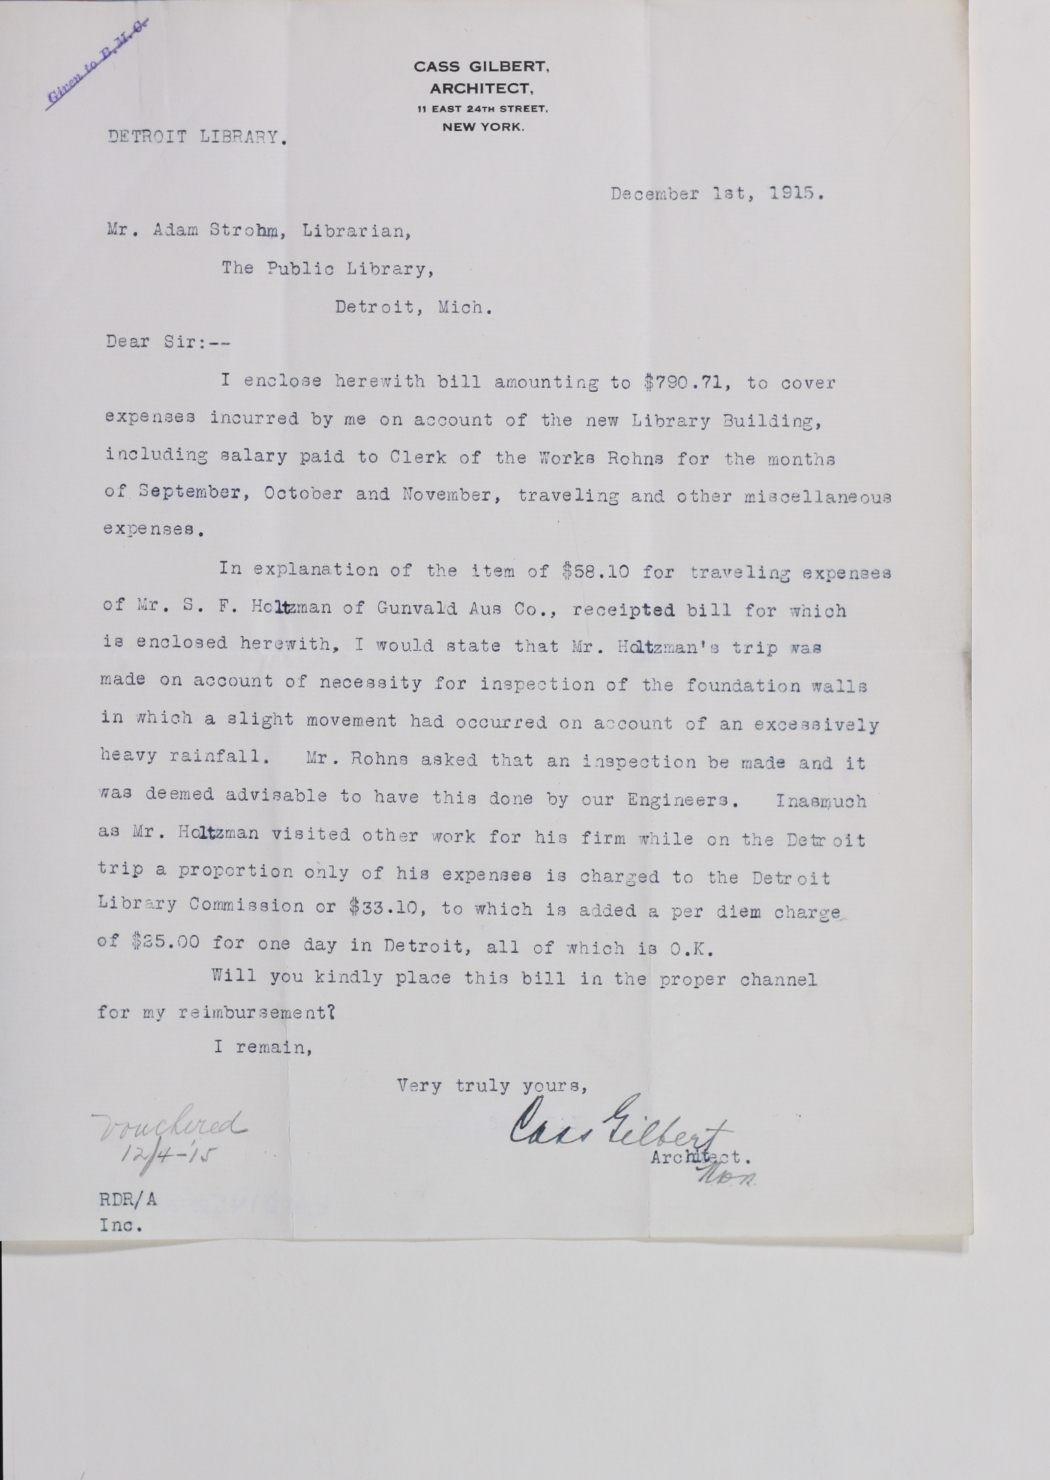 Given to D.M.O.
CASS GILBERT,
ARCHITECT,
11 EAST 24TH STREET,
NEW YORK.
DETROIT LIBRARY.
December 1st, 1915.
Mr. Adam Strohm, Librarian,
The Public Library,
Detroit, Mich.
Dear Sir:--
I enclose herewith bill amounting to $790.71, to cover
expenses incurred by me on account of the new Library Building,
including salary paid to Clerk of the Works Rohns for the months
of September, October and November, traveling and other miscellaneous
expenses.
In explanation of the item of $58.10 for traveling expenses
of Mr. S. F. Holtzman of Gunvald Aus Co., receipted bill for which
is enclosed herewith, I would state that Mr. Holtzman's trip was
made on account of necessity for inspection of the foundation walls
in which a slight movement had occurred on account of an excessively
heavy rainfall. Mr. Rohns asked that an inspection be made and it
was deemed advisable to have this done by our Engineers. Inasmuch
as Mr. Holtzman visited other work for his firm while on the Detroit
trip a proportion only of his expenses is charged to the Detroit
Library Commission or $33.10, to which is added a per diem charge
of $25.00 for one day in Detroit, all of which is O.K.
Will you kindly place this bill in the proper channel
for my reimbursement?
I remain,
Very truly yours,
Cass Gilbert
Architect.
Vouchered
12/4-'15
RDR/A
Inc.